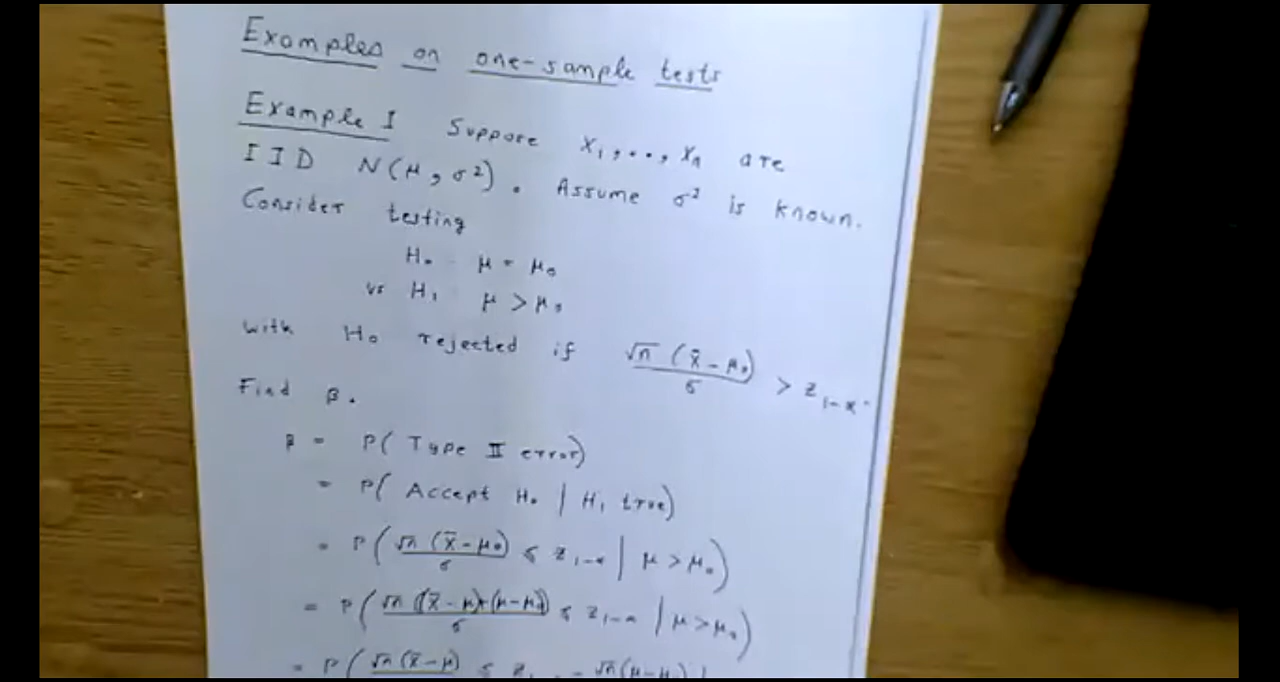 Examples on one-sample tests
Example I Suppose X₁, .., Xₙ are
IID N(μ, σ²). Assume σ² is known.
Consider testing
H₀ μ = μ₀
vs H₁ μ > μ₀
with H₀ rejected if √n (x̄ - μ₀)/σ > z₁₋α.
Find β.
β = P( Type II error)
= P( Accept H₀ | H₁ true)
= P( √n (x̄ - μ₀)/σ ≤ z₁₋α | μ > μ₀)
= P( √n ((x̄ - μ)+(μ - μ₀))/σ ≤ z₁₋α | μ > μ₀)
= P( √n (x̄ - μ)